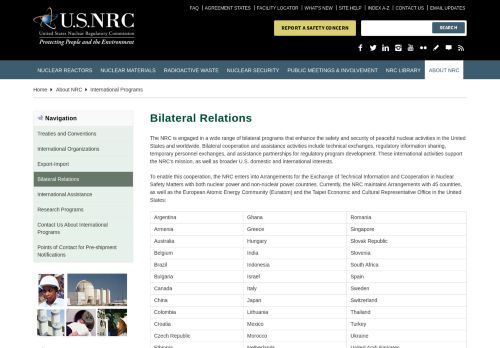 FAQ | AGREEMENT STATES | FACILITY LOCATOR | WHAT'S NEW | SITE HELP | INDEX A-Z | CONTACT US | EMAIL UPDATES
U.S.NRC
United States Nuclear Regulatory Commission
Protecting People and the Environment
REPORT A SAFETY CONCERN
SEARCH
NUCLEAR REACTORS NUCLEAR MATERIALS RADIOACTIVE WASTE NUCLEAR SECURITY PUBLIC MEETINGS & INVOLVEMENT NRC LIBRARY ABOUT NRC
Home About NRC International Programs
Navigation
Treaties and Conventions
International Organizations
Export-Import
Bilateral Relations
International Assistance
Research Programs
Contact Us About International
Programs
Points of Contact for Pre-shipment
Notifications
Bilateral Relations
The NRC is engaged in a wide range of bilateral programs that enhance the safety and security of peaceful nuclear activities in the United
States and worldwide. Bilateral cooperation and assistance activities include technical exchanges, regulatory information sharing,
temporary personnel exchanges, and assistance partnerships for regulatory program development. These international activities support
the NRC's mission, as well as broader U.S. domestic and international interests.
To enable this cooperation, the NRC enters into Arrangements for the Exchange of Technical Information and Cooperation in Nuclear
Safety Matters with both nuclear power and non-nuclear power countries. Currently, the NRC maintains Arrangements with 45 countries,
as well as the European Atomic Energy Community (Euratom) and the Taipei Economic and Cultural Representative Office in the United
States:
Argentina Ghana Romania
Armenia Greece Singapore
Australia Hungary Slovak Republic
Belgium India Slovenia
Brazil Indonesia South Africa
Bulgaria Israel Spain
Canada Italy Sweden
China Japan Switzerland
Colombia Lithuania Thailand
Croatia Mexico Turkey
Czech Republic Morocco Ukraine
Ethiopia Netherlands United Arab Emirates